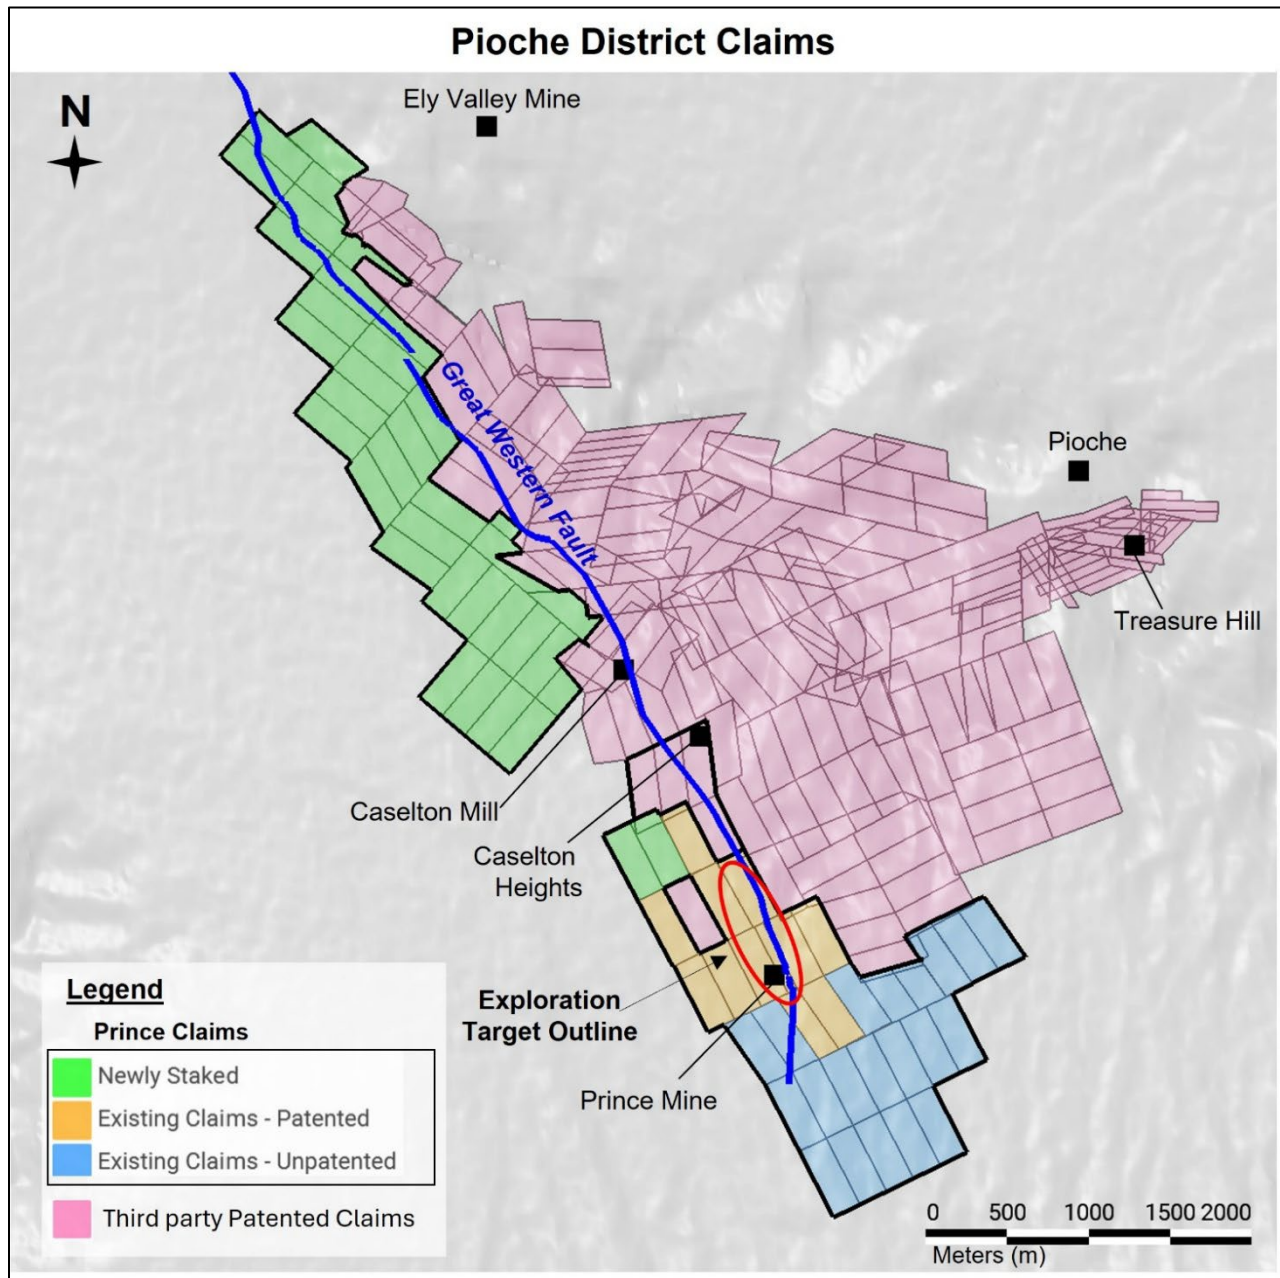 Pioche District Claims
N
Ely Valley Mine
Great Western Fault
Pioche
Treasure Hill
Caselton Mill
Caselton
Heights
Exploration
Target Outline
Prince Mine
Legend
Prince Claims
Newly Staked
Existing Claims - Patented
Existing Claims - Unpatented
Third party Patented Claims
0 500 1000 1500 2000
Meters (m)